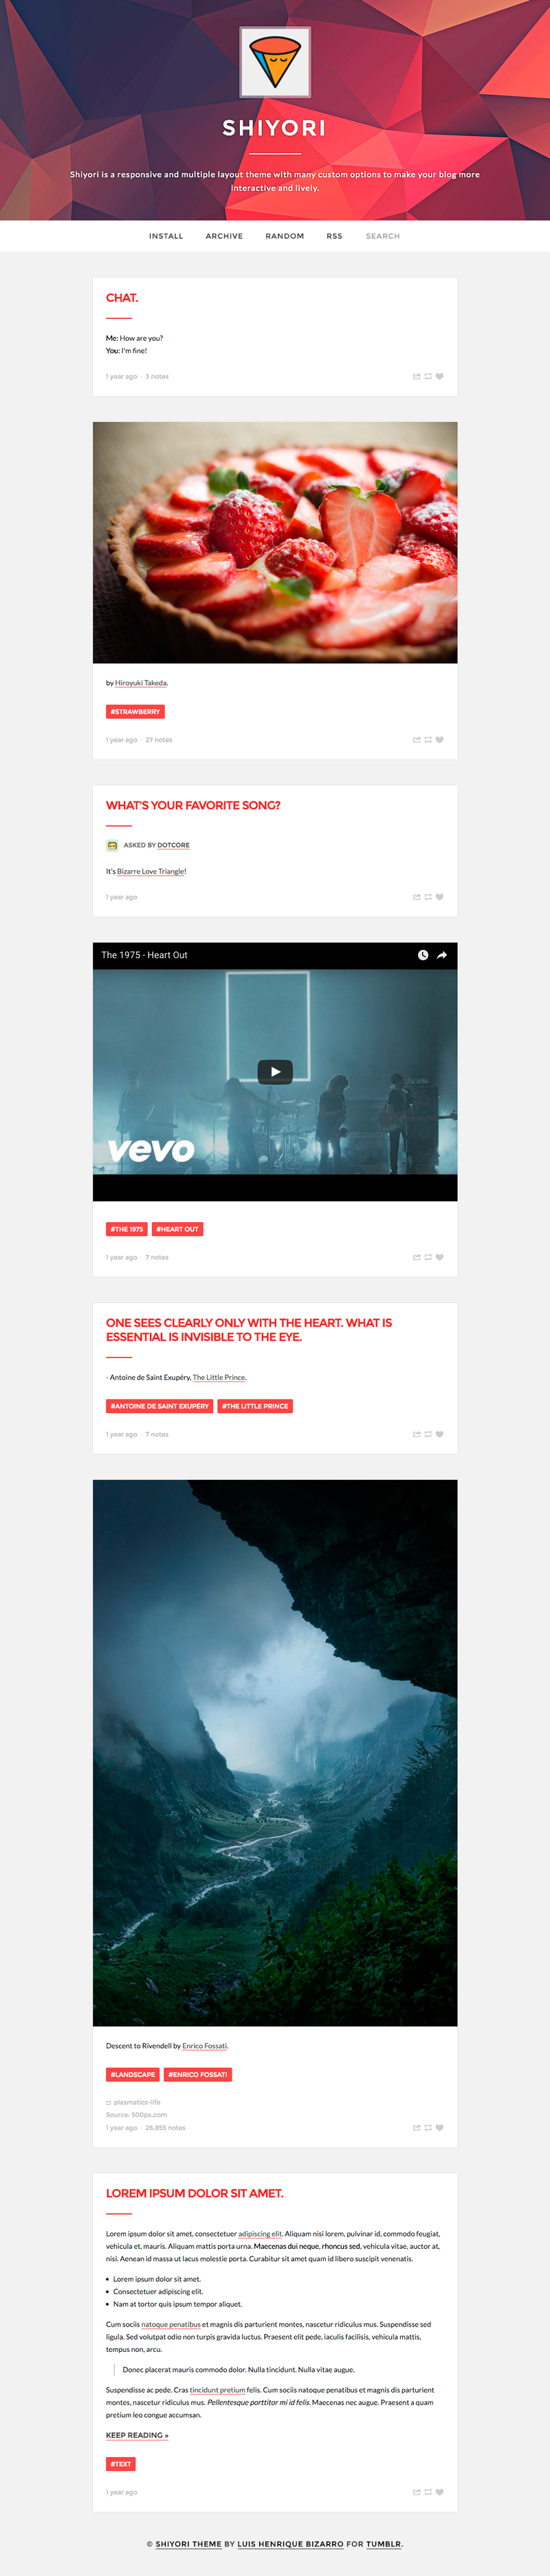 SHIYORI
Shiyori is a responsive and multiple layout theme with many custom options to make your blog more
interactive and lively.
INSTALL ARCHIVE RANDOM RSS SEARCH
CHAT.
Me: How are you?
You: I'm fine!
1 year ago · 3 notes
by Hiroyuki Takeda.
#STRAWBERRY
1 year ago · 27 notes
WHAT'S YOUR FAVORITE SONG?
ASKED BY DOTCORE
It's Bizarre Love Triangle!
1 year ago
The 1975 - Heart Out
vevo
#THE 1975 #HEART OUT
1 year ago · 7 notes
ONE SEES CLEARLY ONLY WITH THE HEART. WHAT IS
ESSENTIAL IS INVISIBLE TO THE EYE.
- Antoine de Saint Exupéry, The Little Prince.
#ANTOINE DE SAINT EXUPÉRY #THE LITTLE PRINCE
1 year ago · 7 notes
Descent to Rivendell by Enrico Fossati.
#LANDSCAPE #ENRICO FOSSATI
plasmatics-life
Source: 500px.com
1 year ago · 26,855 notes
LOREM IPSUM DOLOR SIT AMET.
Lorem ipsum dolor sit amet, consectetuer adipiscing elit. Aliquam nisi lorem, pulvinar id, commodo feugiat,
vehicula et, mauris. Aliquam mattis porta urna. Maecenas dui neque, rhoncus sed, vehicula vitae, auctor at,
nisi. Aenean id massa ut lacus molestie porta. Curabitur sit amet quam id libero suscipit venenatis.
• Lorem ipsum dolor sit amet.
• Consectetuer adipiscing elit.
• Nam at tortor quis ipsum tempor aliquet.
Cum sociis natoque penatibus et magnis dis parturient montes, nascetur ridiculus mus. Suspendisse sed
ligula. Sed volutpat odio non turpis gravida luctus. Praesent elit pede, iaculis facilisis, vehicula mattis,
tempus non, arcu.
Donec placerat mauris commodo dolor. Nulla tincidunt. Nulla vitae augue.
Suspendisse ac pede. Cras tincidunt pretium felis. Cum sociis natoque penatibus et magnis dis parturient
montes, nascetur ridiculus mus. Pellentesque porttitor mi id felis. Maecenas nec augue. Praesent a quam
pretium leo congue accumsan.
KEEP READING »
#TEXT
1 year ago
© SHIYORI THEME BY LUIS HENRIQUE BIZARRO FOR TUMBLR.